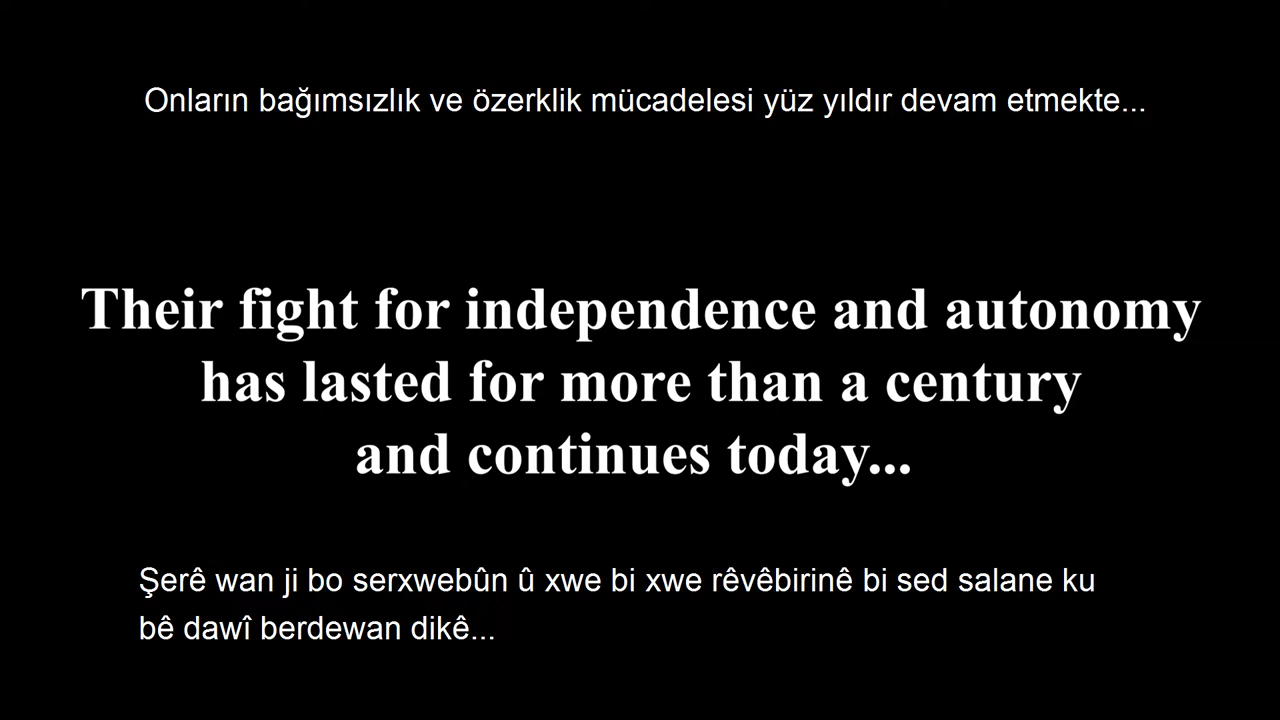 Onların bağımsızlık ve özerklik mücadelesi yüz yıldır devam etmekte...
Their fight for independence and autonomy
has lasted for more than a century
and continues today...
Şerê wan ji bo serxwebûn û xwe bi xwe rêvêbirinê bi sed salane ku
bê dawî berdewan dikê...